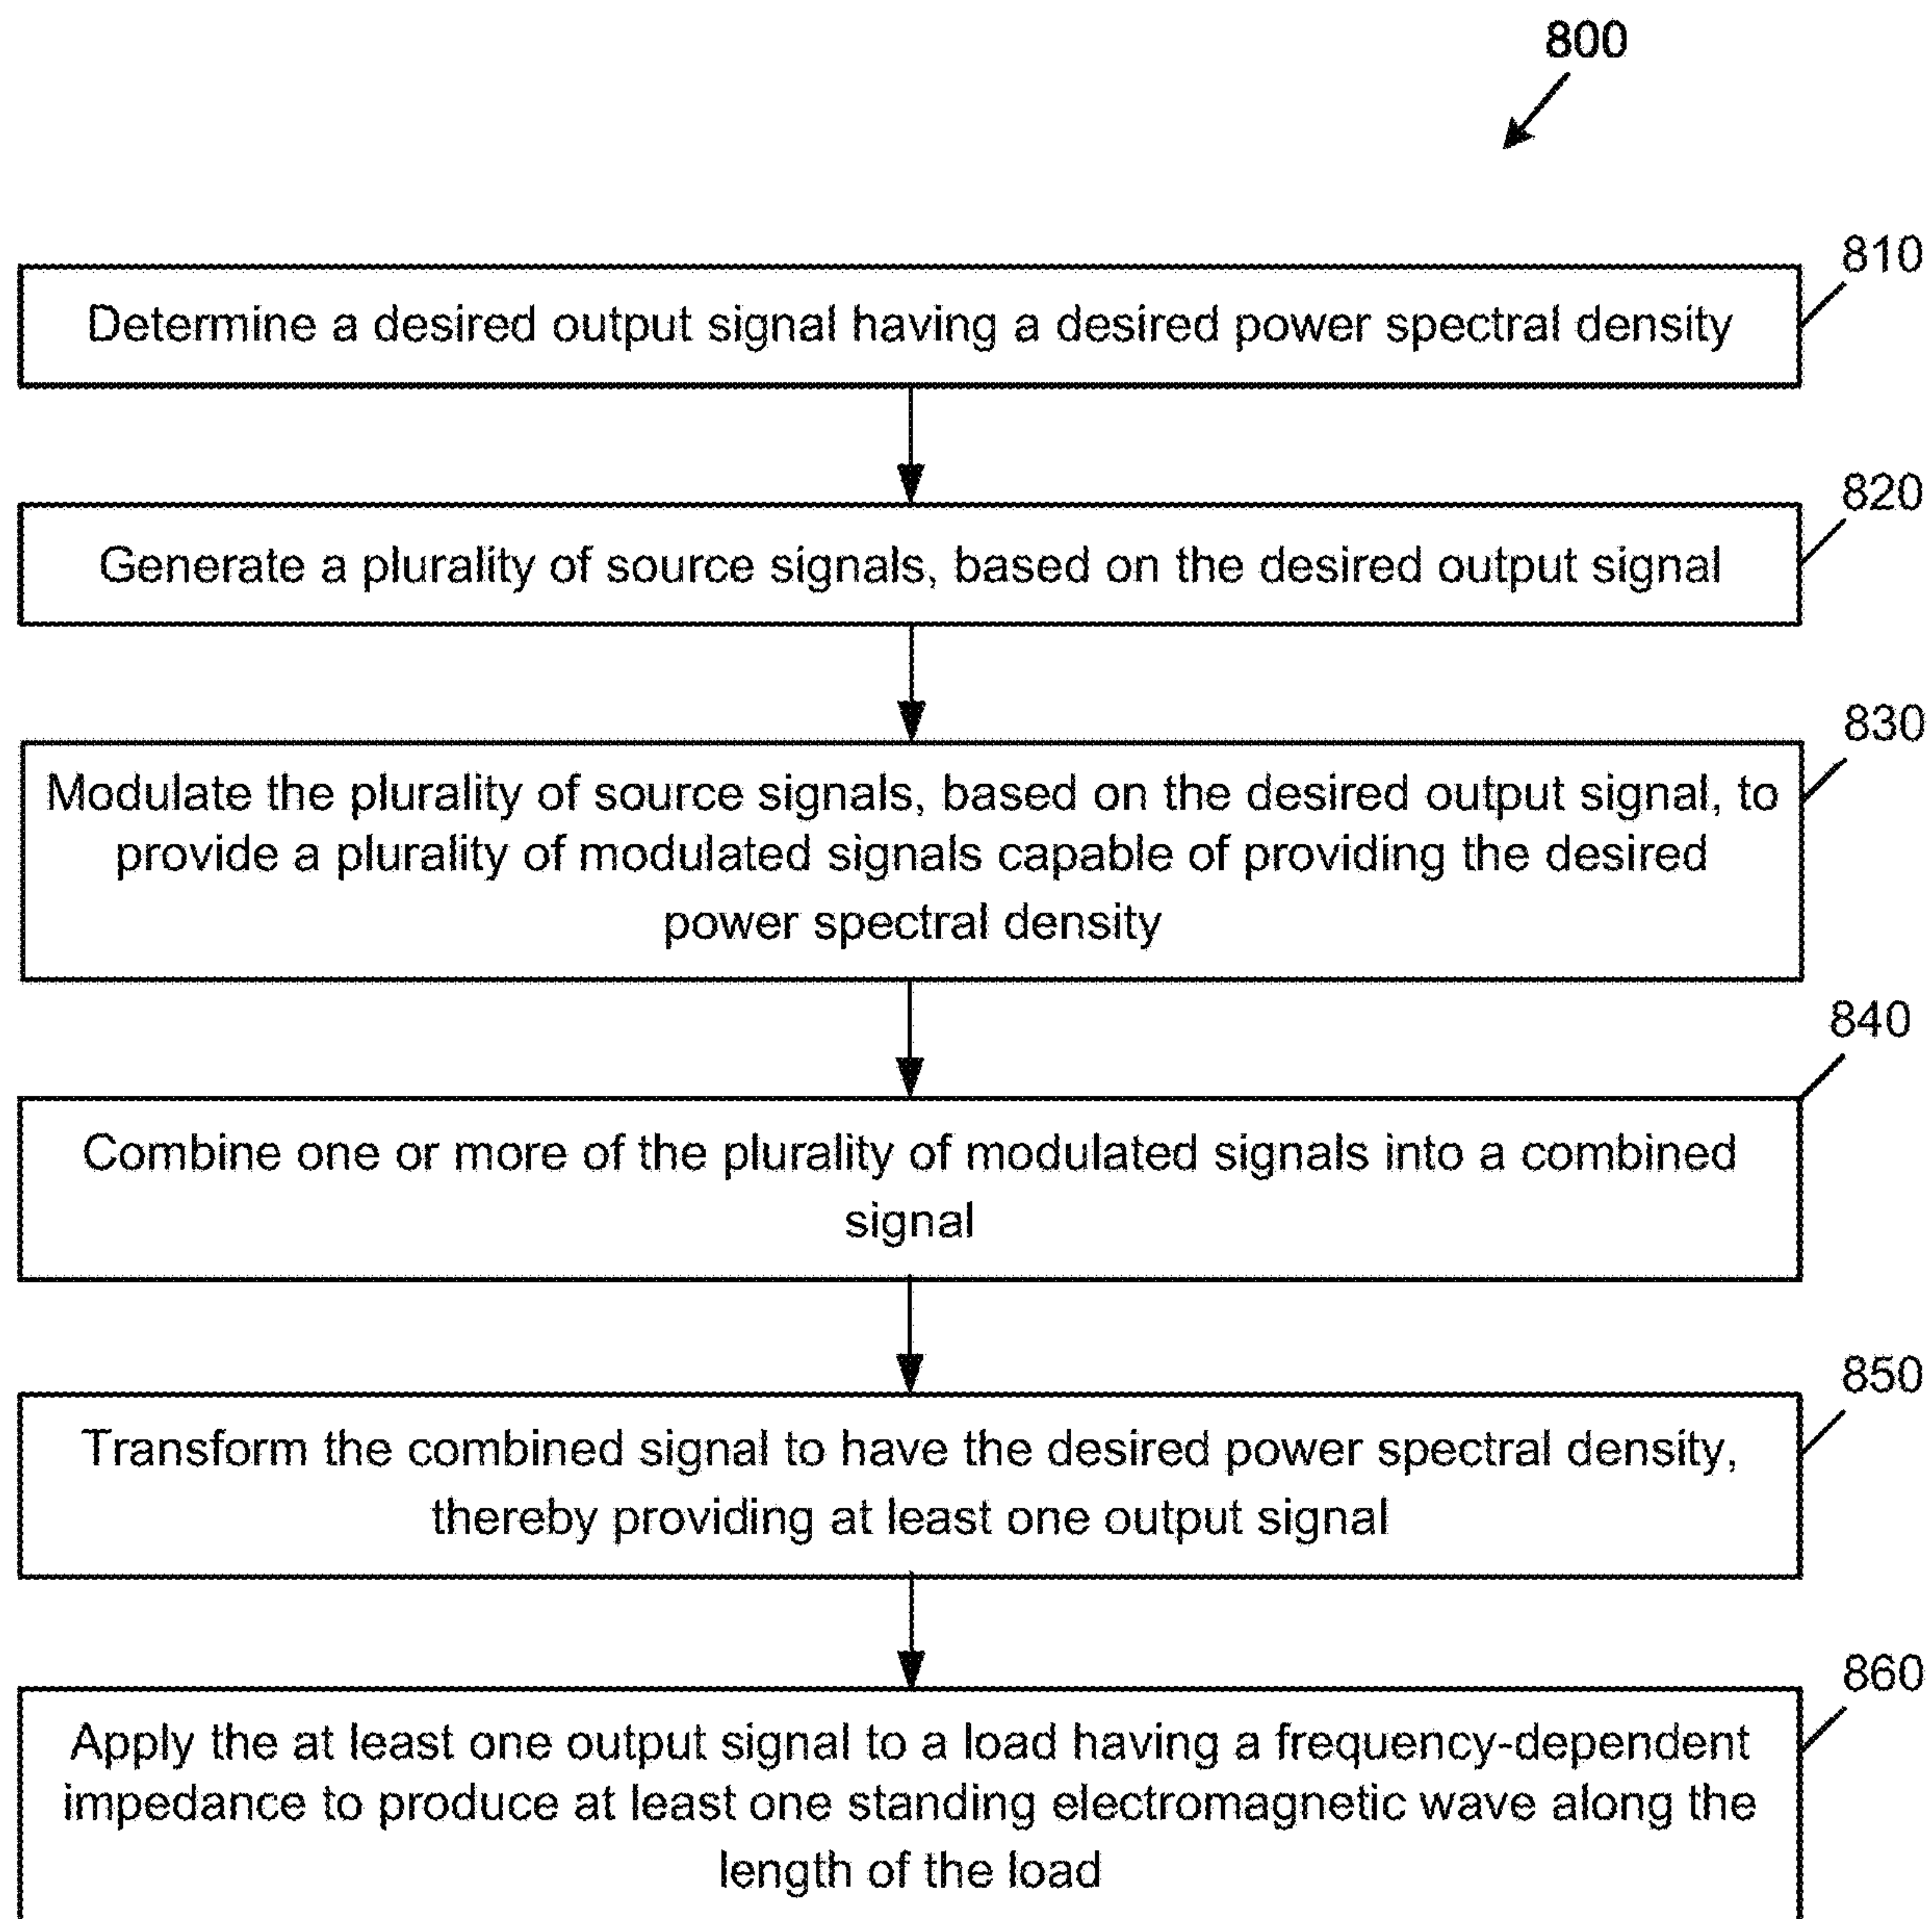 800
810
Determine a desired output signal having a desired power spectral density
820
Generate a plurality of source signals, based on the desired output signal
830
Modulate the plurality of source signals, based on the desired output signal, to
provide a plurality of modulated signals capable of providing the desired
power spectral density
840
Combine one or more of the plurality of modulated signals into a combined
signal
850
Transform the combined signal to have the desired power spectral density,
thereby providing at least one output signal
860
Apply the at least one output signal to a load having a frequency-dependent
impedance to produce at least one standing electromagnetic wave along the
length of the load